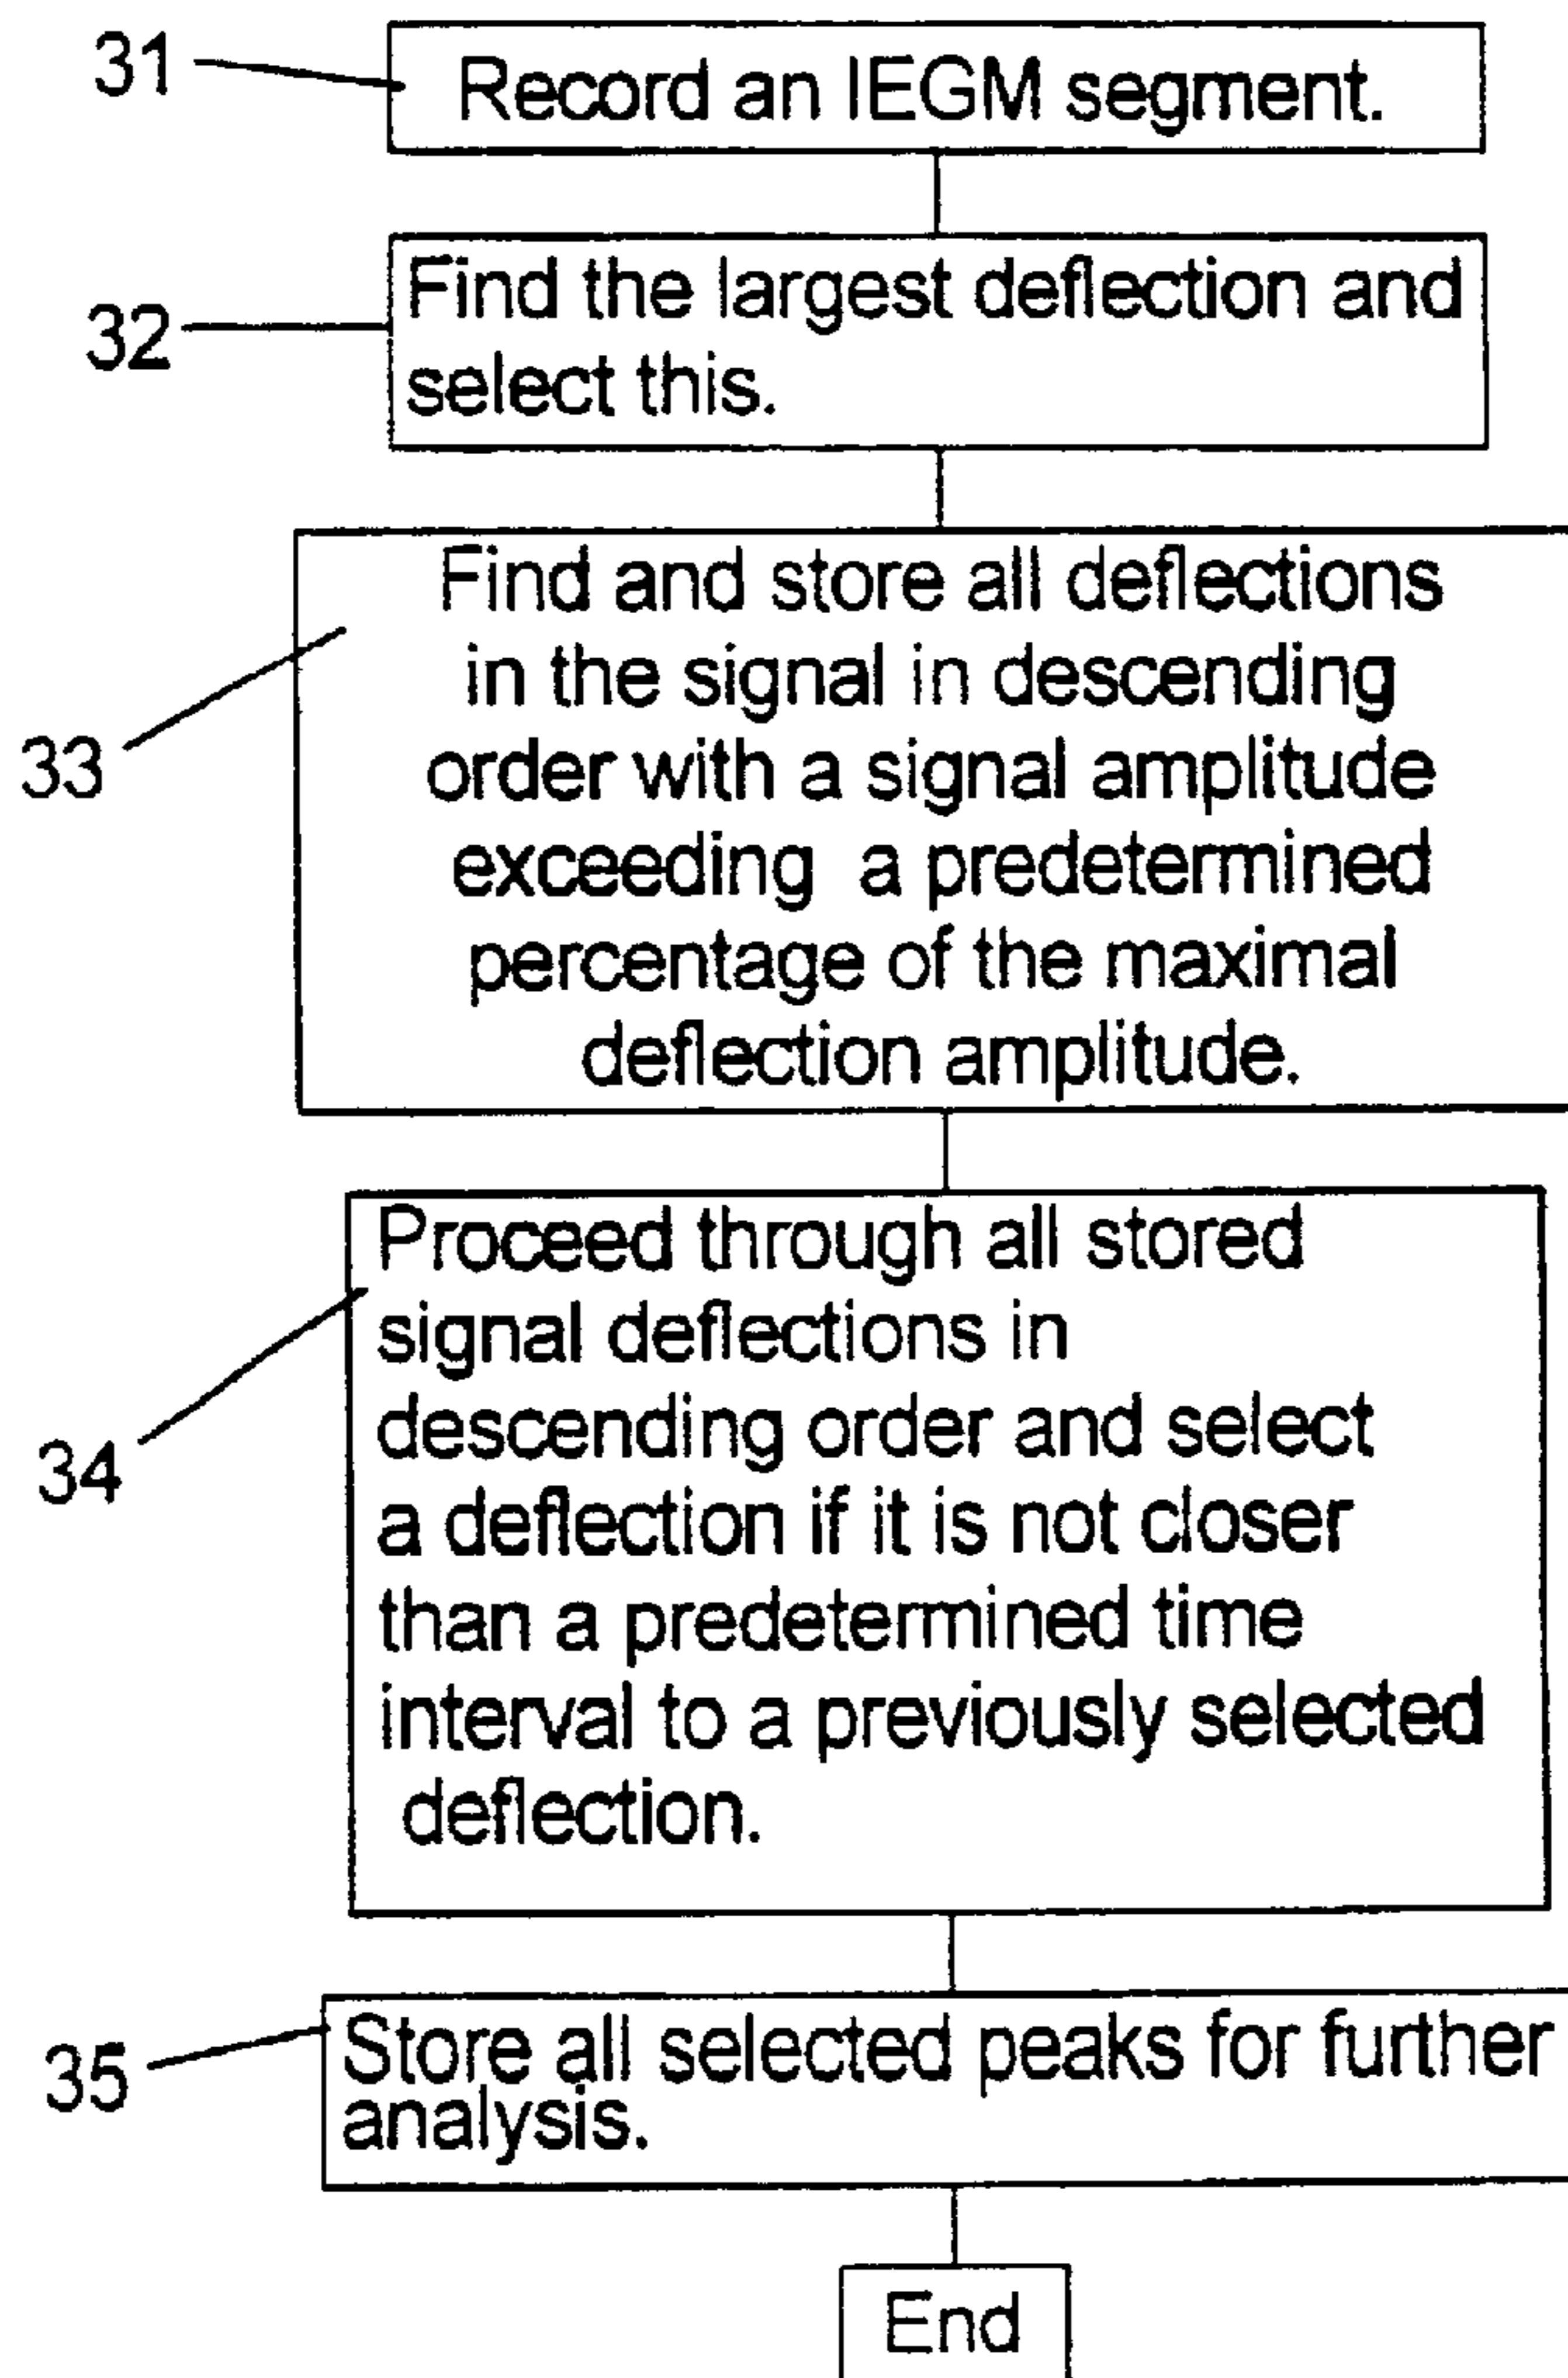 31
Record an IEGM segment.
32
Find the largest deflection and
select this.
33
Find and store all deflections
in the signal in descending
order with a signal amplitude
exceeding a predetermined
percentage of the maximal
deflection amplitude.
34
Proceed through all stored
signal deflections in
descending order and select
a deflection if it is not closer
than a predetermined time
interval to a previously selected
deflection.
35
Store all selected peaks for further
analysis.
End